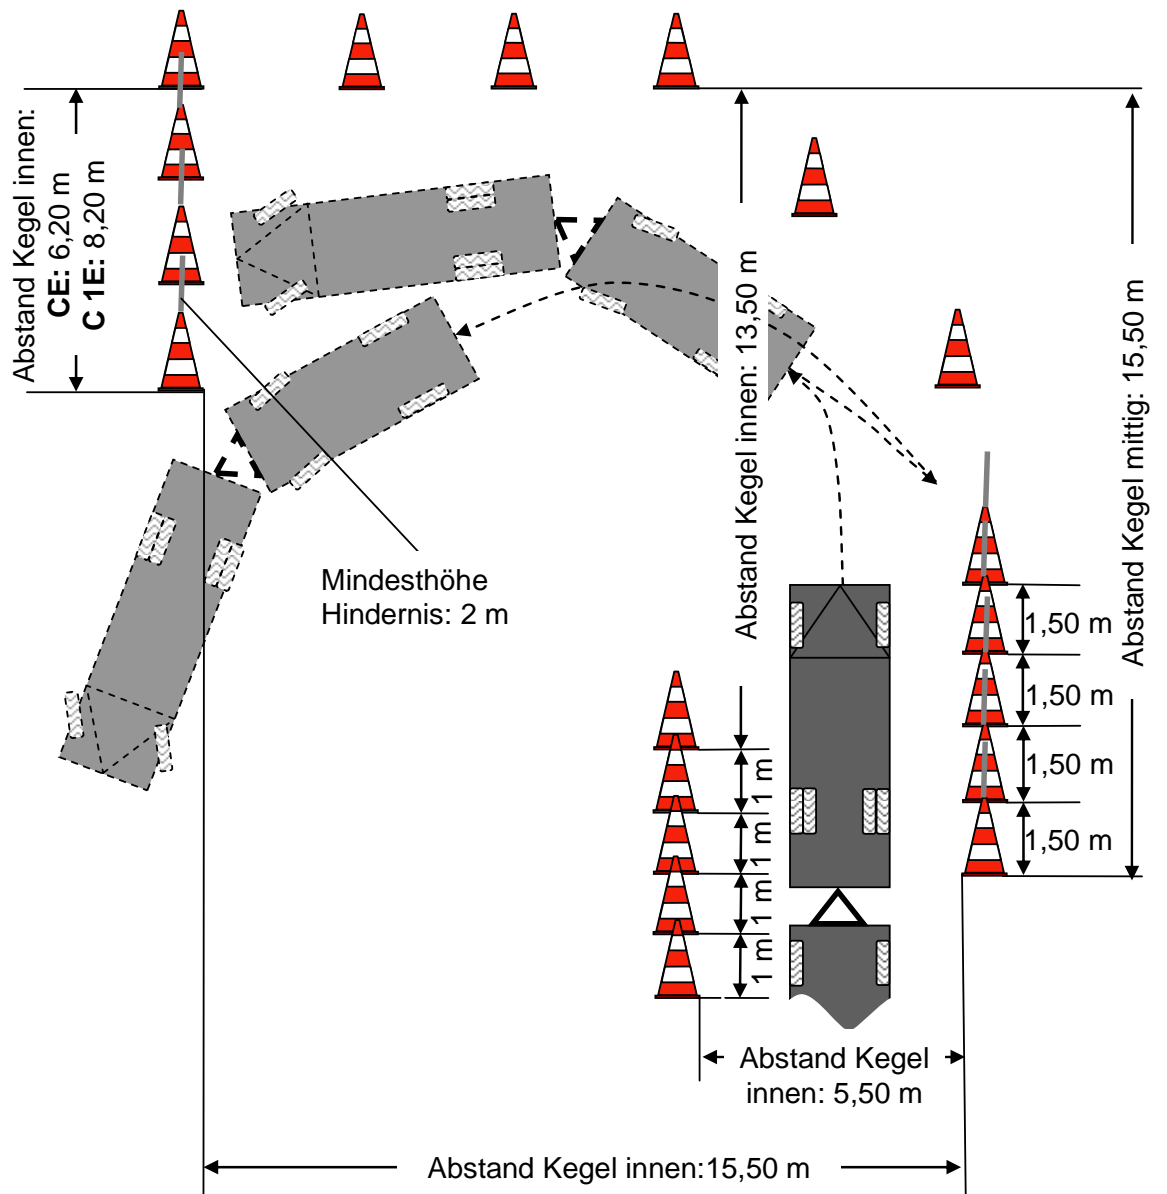 Abstand Kegel innen:
CE: 6,20 m
C 1E: 8,20 m
Abstand Kegel innen: 13,50 m
Abstand Kegel mittig: 15,50 m
Mindesthöhe
Hindernis: 2 m
1,50 m
1,50 m
1,50 m
1,50 m
1 m
1 m
1 m
1 m
Abstand Kegel
innen: 5,50 m
Abstand Kegel innen:15,50 m